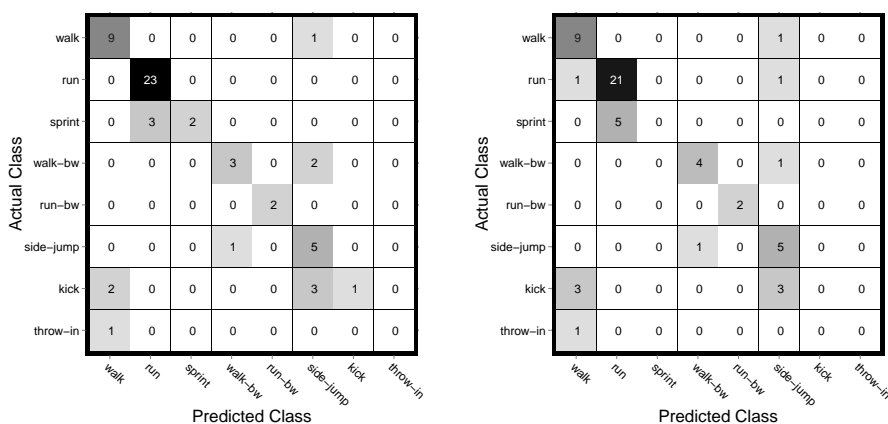 walk 9 0 0 0 0 1 0 0
run 0 23 0 0 0 0 0 0
sprint 0 3 2 0 0 0 0 0
walk−bw 0 0 0 3 0 2 0 0
run−bw 0 0 0 0 2 0 0 0
side−jump 0 0 0 1 0 5 0 0
kick 2 0 0 0 0 3 1 0
throw−in 1 0 0 0 0 0 0 0
Actual Class
walk run sprint walk−bw run−bw side−jump kick throw−in
Predicted Class
walk 9 0 0 0 0 1 0 0
run 1 21 0 0 0 1 0 0
sprint 0 5 0 0 0 0 0 0
walk−bw 0 0 0 4 0 1 0 0
run−bw 0 0 0 0 2 0 0 0
side−jump 0 0 0 1 0 5 0 0
kick 3 0 0 0 0 3 0 0
throw−in 1 0 0 0 0 0 0 0
Actual Class
walk run sprint walk−bw run−bw side−jump kick throw−in
Predicted Class